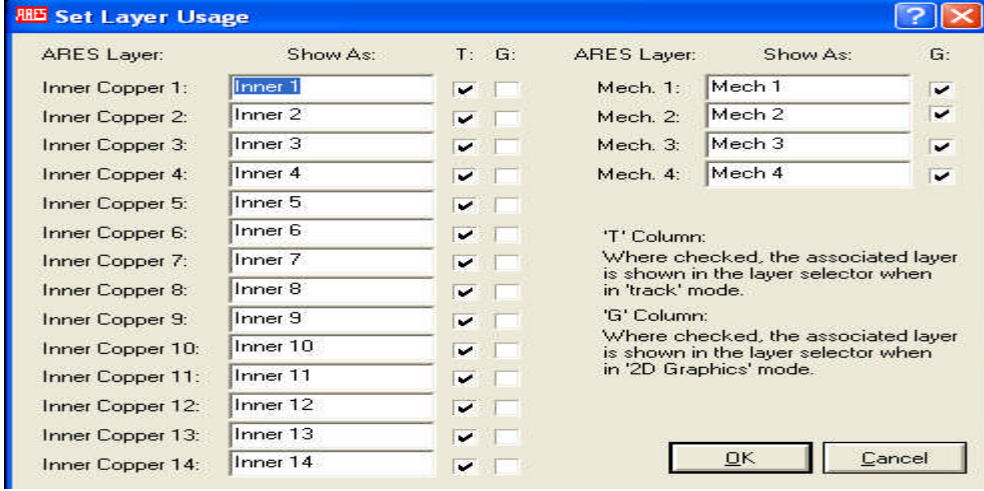 ARES Set Layer Usage
ARES Layer: Show As: T: G: ARES Layer: Show As: G:
Inner Copper 1: Inner 1 Mech. 1: Mech 1
Inner Copper 2: Inner 2 Mech. 2: Mech 2
Inner Copper 3: Inner 3 Mech. 3: Mech 3
Inner Copper 4: Inner 4 Mech. 4: Mech 4
Inner Copper 5: Inner 5
Inner Copper 6: Inner 6
Inner Copper 7: Inner 7
Inner Copper 8: Inner 8
Inner Copper 9: Inner 9
Inner Copper 10: Inner 10
Inner Copper 11: Inner 11
Inner Copper 12: Inner 12
Inner Copper 13: Inner 13
Inner Copper 14: Inner 14
'T' Column:
Where checked, the associated layer
is shown in the layer selector when
in 'track' mode.
'G' Column:
Where checked, the associated layer
is shown in the layer selector when
in '2D Graphics' mode.
OK Cancel